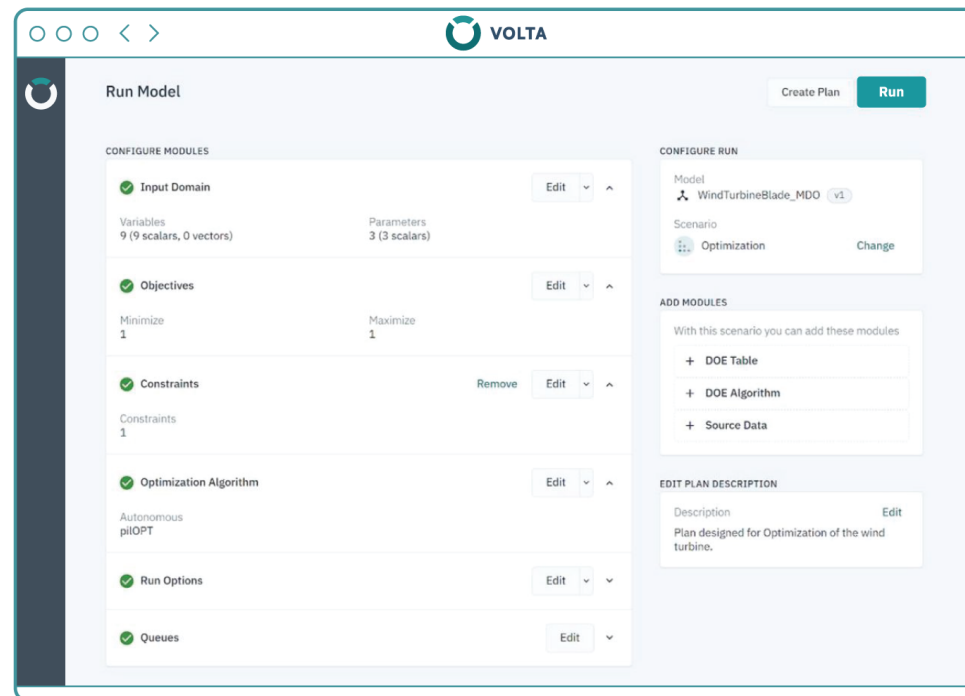 VOLTA
Run Model
Create Plan
Run
CONFIGURE MODULES
Input Domain
Edit
Variables
9 (9 scalars, 0 vectors)
Parameters
3 (3 scalars)
Objectives
Edit
Minimize
1
Maximize
1
Constraints
Remove
Edit
Constraints
1
Optimization Algorithm
Edit
Autonomous
pilOPT
Run Options
Edit
Queues
Edit
CONFIGURE RUN
Model
WindTurbineBlade_MDO v1
Scenario
Optimization
Change
ADD MODULES
With this scenario you can add these modules
+ DOE Table
+ DOE Algorithm
+ Source Data
EDIT PLAN DESCRIPTION
Description
Edit
Plan designed for Optimization of the wind
turbine.